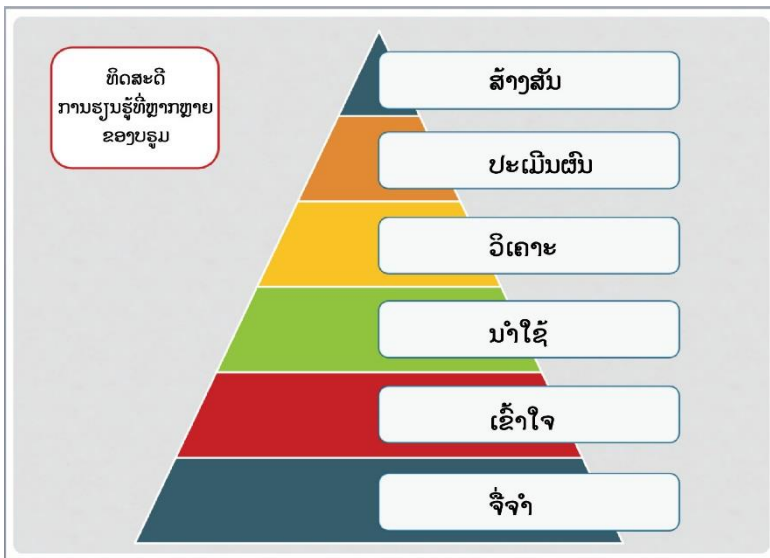 ທິດສະດີ
ການຮຽນຮູ້ທີ່ຫຼາກຫຼາຍ
ຂອງບຣູມ
ສ້າງສັນ
ປະເມີນຜົນ
ວິເຄາະ
ນຳໃຊ້
ເຂົ້າໃຈ
ຈື່ຈຳ